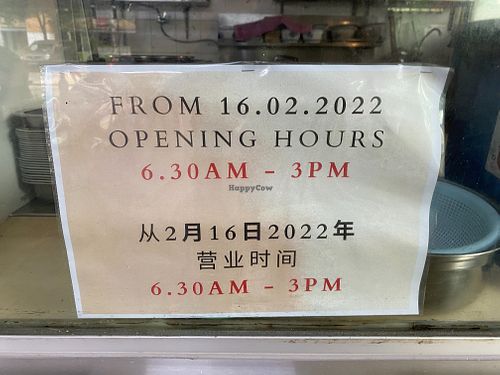 FROM 16.02.2022
OPENING HOURS
6.30AM - 3PM
HappyCow
从2月16日2022年
营业时间
6.30AM - 3PM